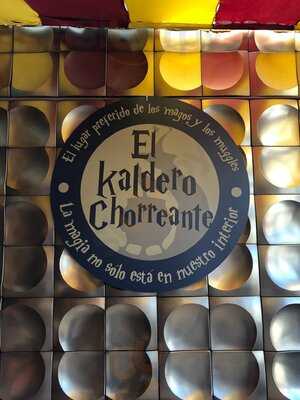 El lugar preferido de los magos y los muggles
El
Kaldero
Chorreante
La magia no solo está en nuestro interior